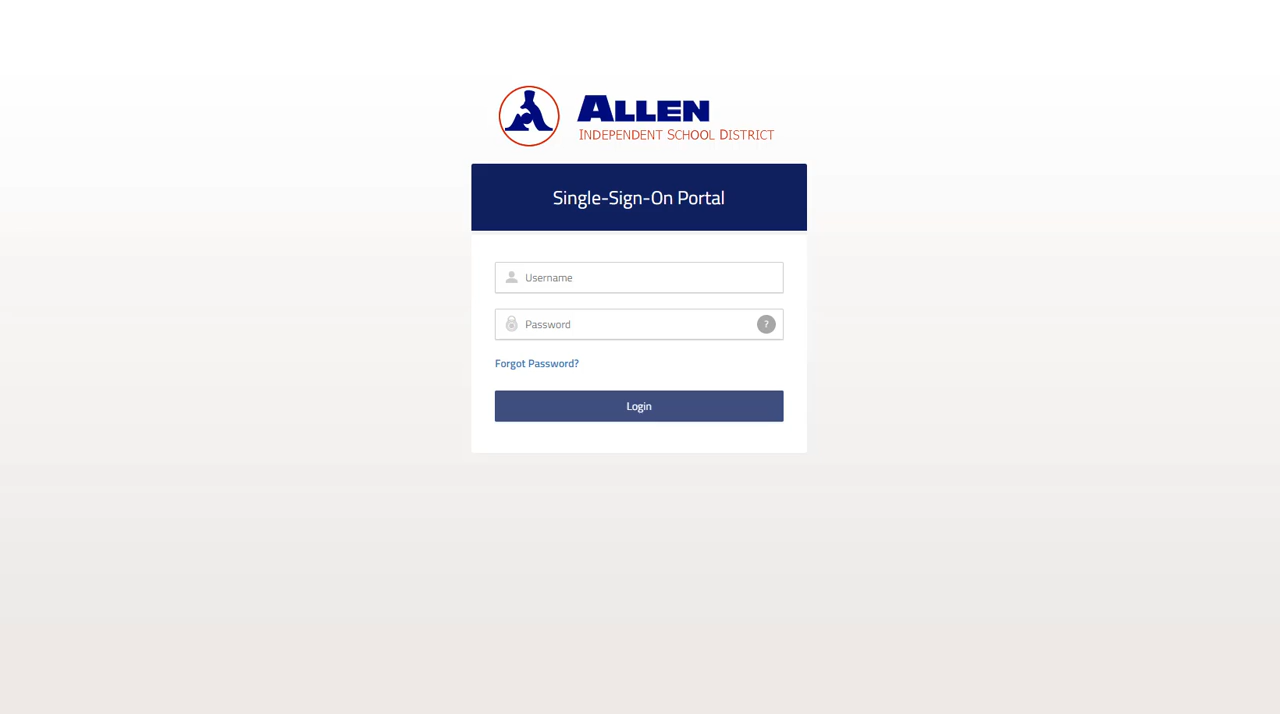 ALLEN
INDEPENDENT SCHOOL DISTRICT
Single-Sign-On Portal
Username
Password
?
Forgot Password?
Login